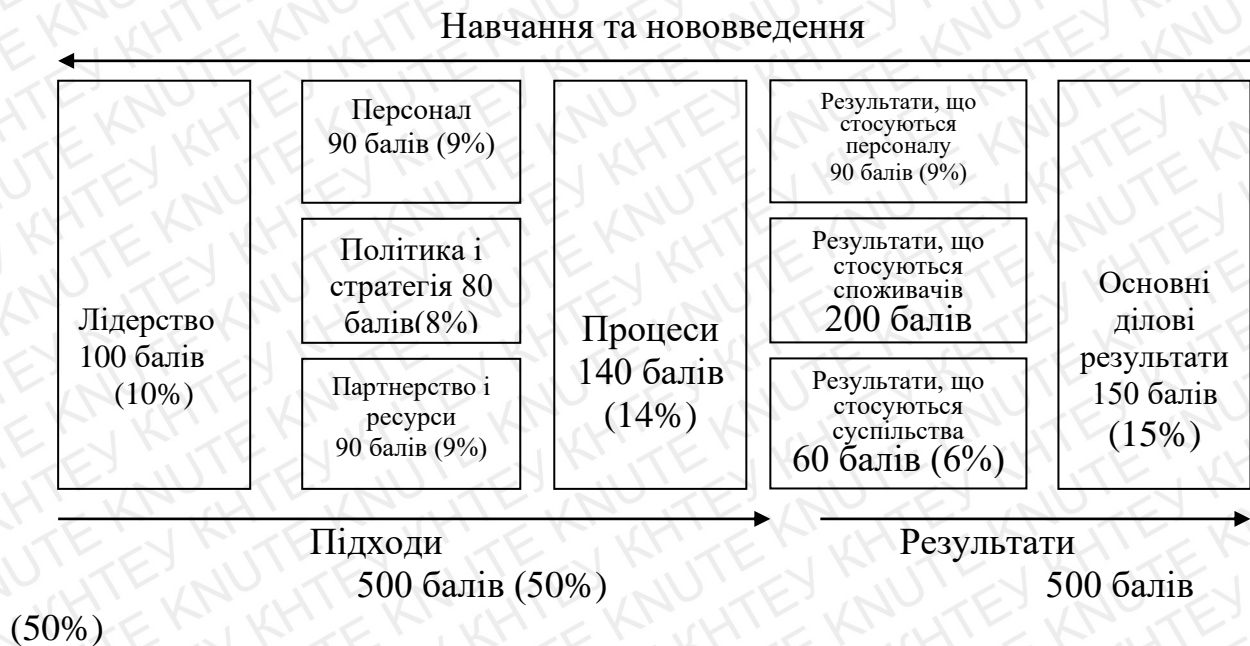 Навчання та нововведення
Лідерство
100 балів
(10%)
Персонал
90 балів (9%)
Політика і
стратегія 80
балів(8%)
Партнерство і
ресурси
90 балів (9%)
Процеси
140 балів
(14%)
Результати, що
стосуються
персоналу
90 балів (9%)
Результати, що
стосуються
споживачів
200 балів
Результати, що
стосуються
суспільства
60 балів (6%)
Основні
ділові
результати
150 балів
(15%)
Підходи
500 балів (50%)
Результати
500 балів
(50%)